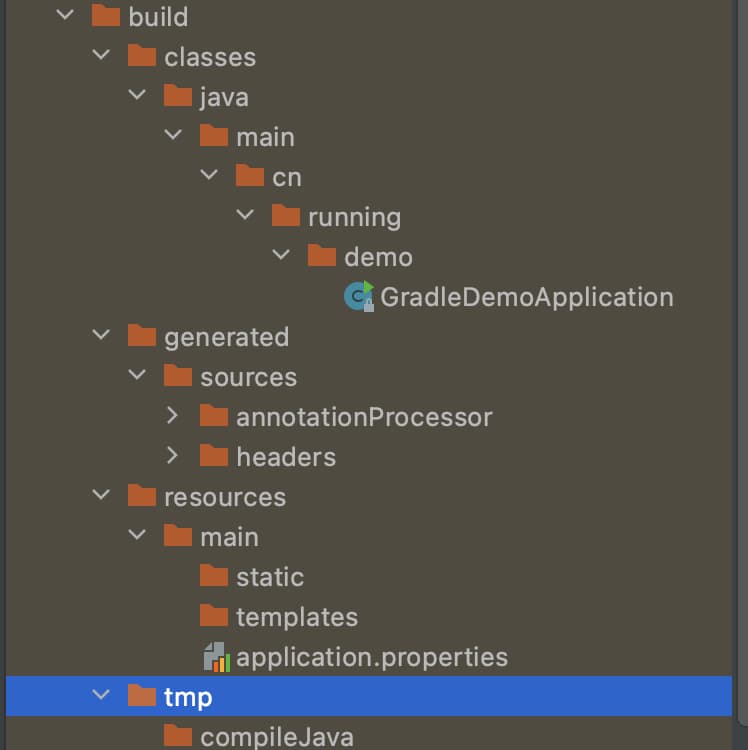 build
classes
java
main
cn
running
demo
GradleDemoApplication
generated
sources
annotationProcessor
headers
resources
main
static
templates
application.properties
tmp
compileJava